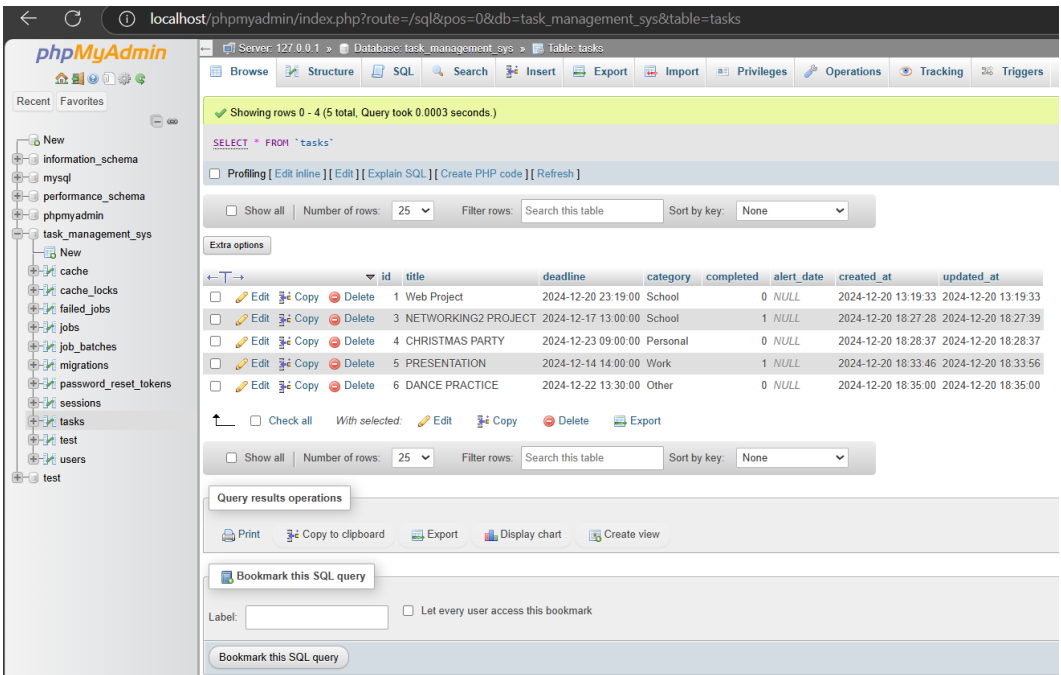 localhost/phpmyadmin/index.php?route=/sql&pos=0&db=task_management_sys&table=tasks
phpMyAdmin
Recent Favorites
New
information_schema
mysql
performance_schema
phpmyadmin
task_management_sys
New
cache
cache_locks
failed_jobs
jobs
job_batches
migrations
password_reset_tokens
sessions
tasks
test
users
test
Server: 127.0.0.1 » Database: task_management_sys » Table: tasks
Browse Structure SQL Search Insert Export Import Privileges Operations Tracking Triggers
Showing rows 0 - 4 (5 total, Query took 0.0003 seconds.)
SELECT * FROM `tasks`
Profiling [ Edit inline ] [ Edit ] [ Explain SQL ] [ Create PHP code ] [ Refresh ]
Show all | Number of rows: 25 Filter rows: Search this table Sort by key: None
Extra options
←T→ id title deadline category completed alert_date created_at updated_at
Edit Copy Delete 1 Web Project 2024-12-20 23:19:00 School 0 NULL 2024-12-20 13:19:33 2024-12-20 13:19:33
Edit Copy Delete 3 NETWORKING2 PROJECT 2024-12-17 13:00:00 School 1 NULL 2024-12-20 18:27:28 2024-12-20 18:27:39
Edit Copy Delete 4 CHRISTMAS PARTY 2024-12-23 09:00:00 Personal 0 NULL 2024-12-20 18:28:37 2024-12-20 18:28:37
Edit Copy Delete 5 PRESENTATION 2024-12-14 14:00:00 Work 1 NULL 2024-12-20 18:33:46 2024-12-20 18:33:56
Edit Copy Delete 6 DANCE PRACTICE 2024-12-22 13:30:00 Other 0 NULL 2024-12-20 18:35:00 2024-12-20 18:35:00
Check all With selected: Edit Copy Delete Export
Show all | Number of rows: 25 Filter rows: Search this table Sort by key: None
Query results operations
Print Copy to clipboard Export Display chart Create view
Bookmark this SQL query
Label: Let every user access this bookmark
Bookmark this SQL query